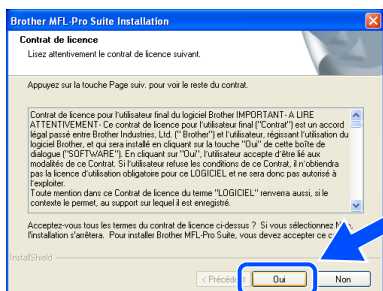 Brother MFL-Pro Suite Installation
Contrat de licence
Lisez attentivement le contrat de licence suivant.
Appuyez sur la touche Page suiv. pour voir le reste du contrat.
Contrat de licence pour l'utilisateur final du logiciel Brother IMPORTANT- A LIRE
ATTENTIVEMENT- Ce contrat de licence pour l'utilisateur final ("Contrat") est un accord
légal passé entre Brother Industries, Ltd. (" Brother") et l'utilisateur, régissant l'utilisation du
logiciel Brother, et qui sera installé en cliquant sur la touche "Oui" de cette boîte de
dialogue ("SOFTWARE"). En cliquant sur "Oui", l'utilisateur accepte d'être lié aux
modalités de ce Contrat. Si l'utilisateur refuse les conditions de ce Contrat, il n'obtiendra
pas la licence d'utilisation obligatoire pour ce LOGICIEL et ne sera donc pas autorisé à
l'exploiter.
Toute mention dans ce Contrat de licence du terme "LOGICIEL" renverra aussi, si le
contexte le permet, au support sur lequel il est enregistré.
Acceptez-vous tous les termes du contrat de licence ci-dessus ? Si vous sélectionnez
l'installation s'arrêtera. Pour installer Brother MFL-Pro Suite, vous devez accepter ce
InstallShield
< Précédent
Oui
Non